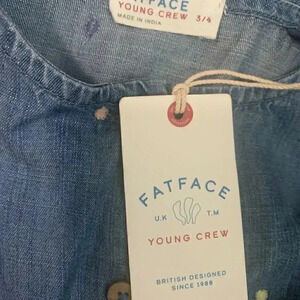 FATFACE
YOUNG CREW 3/4
MADE IN INDIA
FATFACE
U.K T.M
YOUNG CREW
BRITISH DESIGNED
SINCE 1988